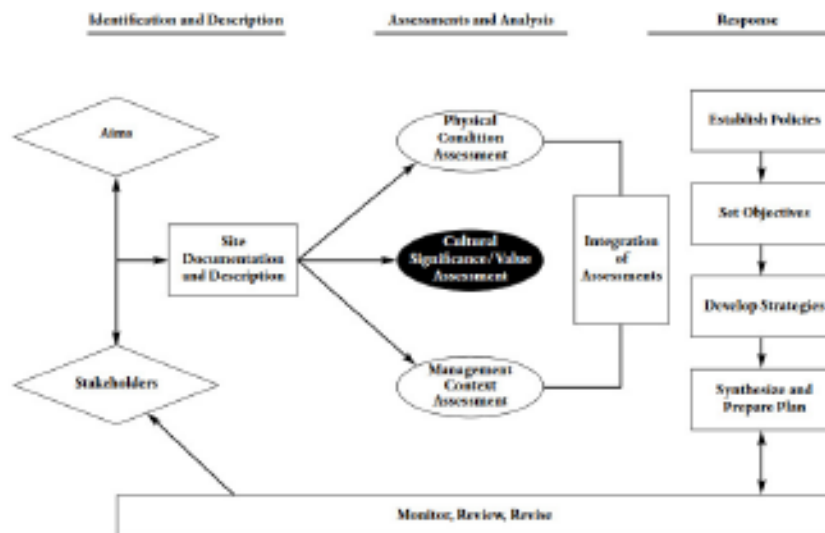 Identification and Description
Assessments and Analysis
Response
Aims
Physical
Condition
Assessment
Establish Policies
Site
Documentation
and Description
Cultural
Significance/Value
Assessment
Integration
of
Assessments
Set Objectives
Develop Strategies
Stakeholders
Management
Context
Assessment
Synthesize and
Prepare Plan
Monitor, Review, Revise